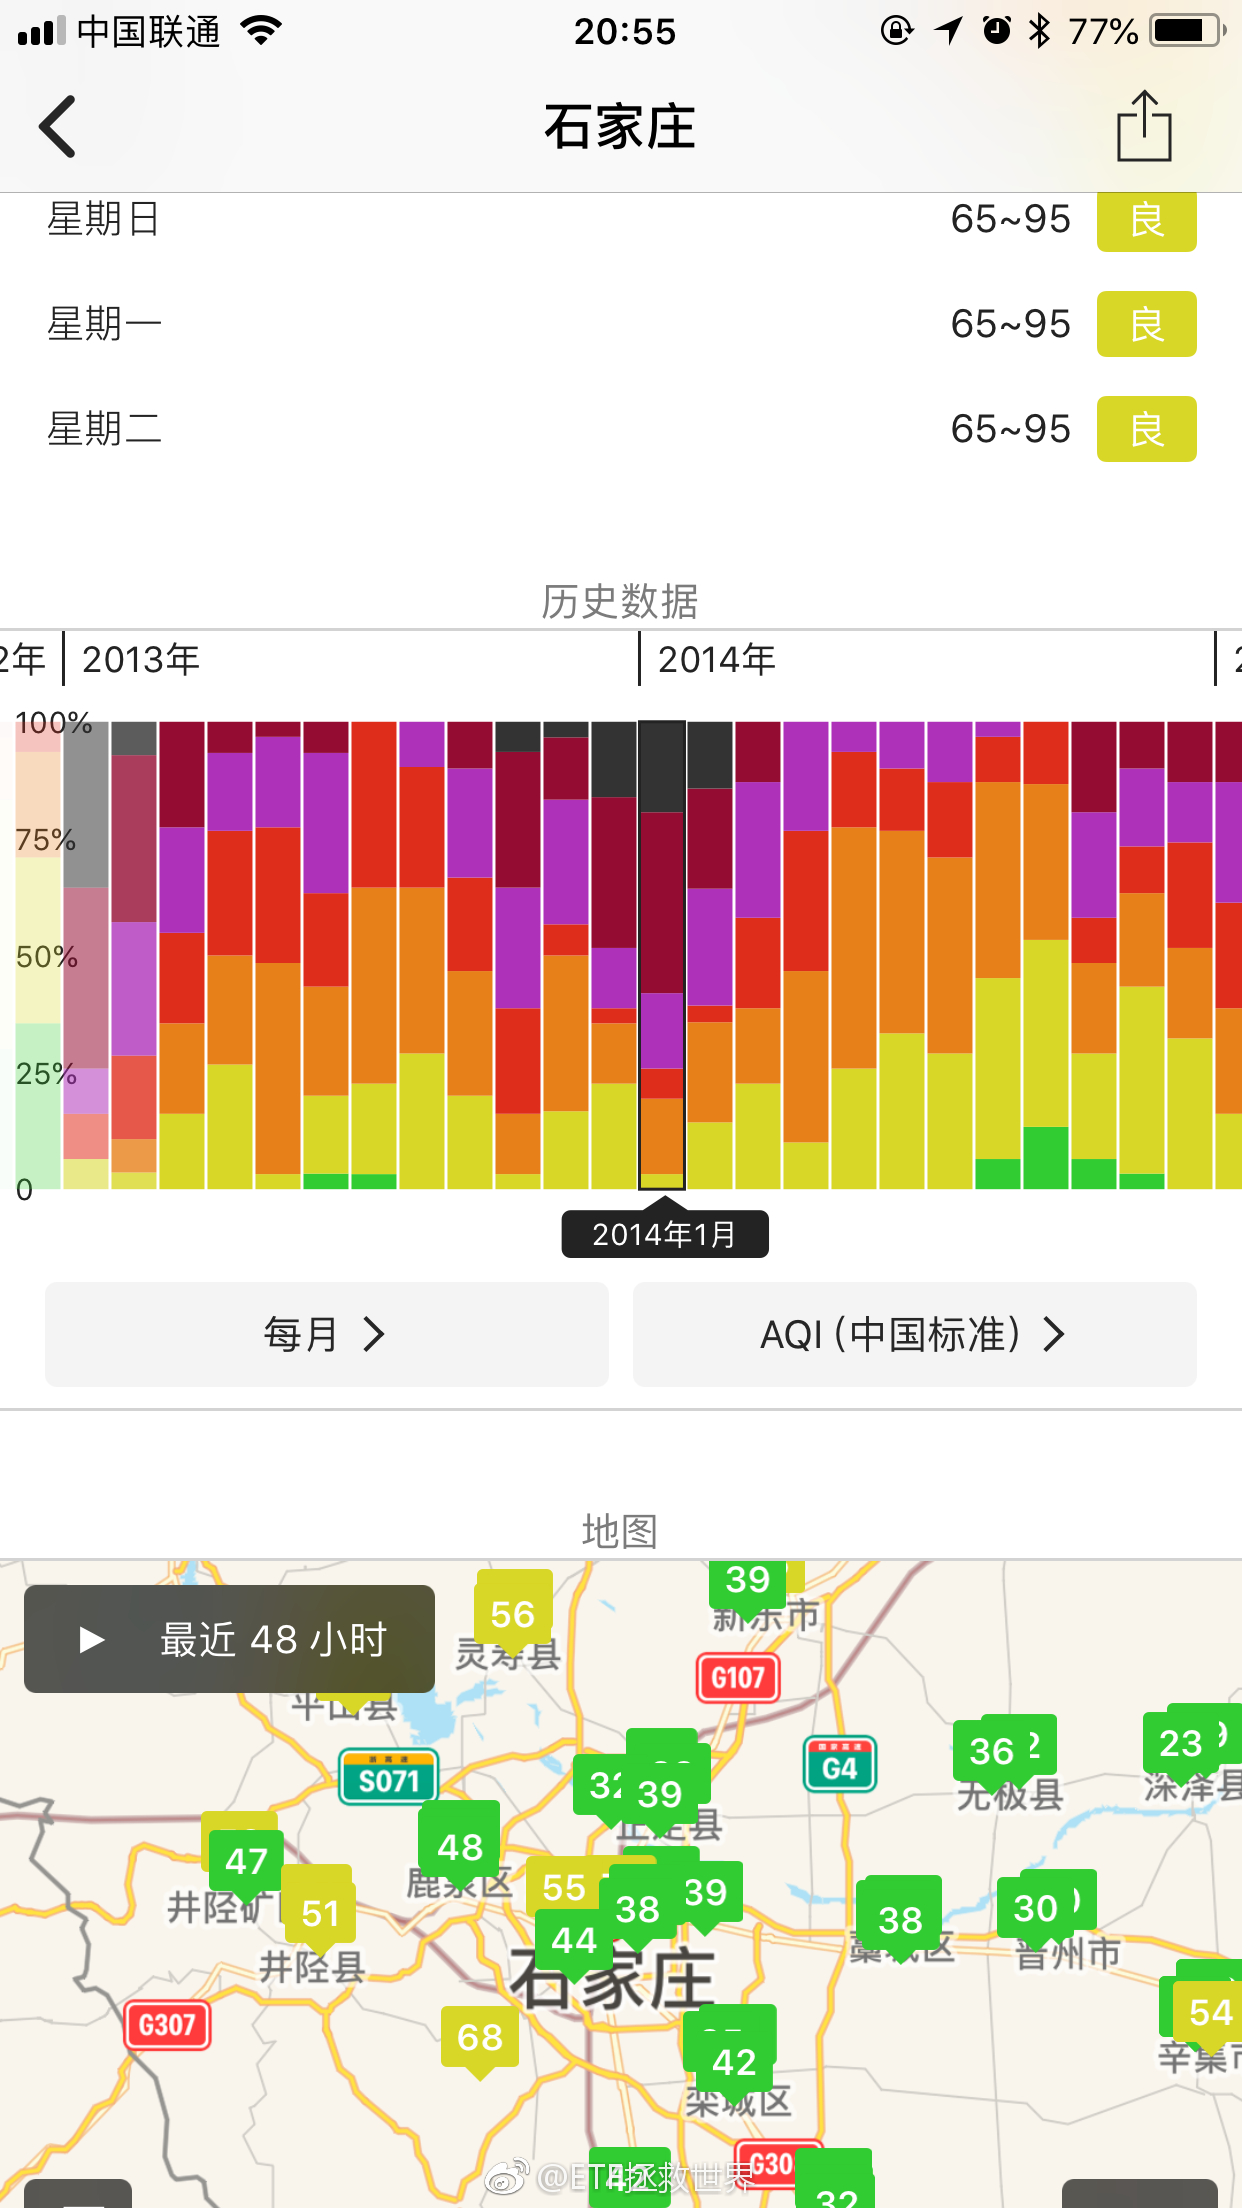 中国联通 20:55 77%
石家庄
星期日 65~95 良
星期一 65~95 良
星期二 65~95 良
历史数据
2年 2013年 2014年
100%
75%
50%
25%
0
2014年1月
每月 AQI (中国标准)
地图
最近 48 小时
39
新乐市
56
灵寿县
G107
平山县
36
23
无极县
深泽县
S071
G4
32
39
正定县
48
鹿泉区
47
井陉矿
51
井陉县
55
38
39
44
石家庄
38
藁城区
30
晋州市
54
辛集市
G307
68
42
栾城区
G30
42
32
@ETF拯救世界